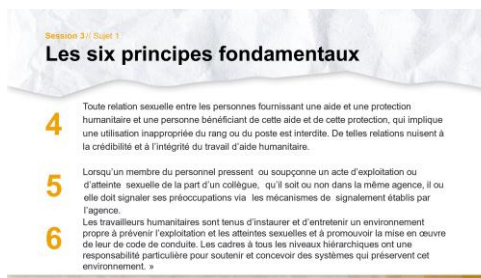 Session 3// Sujet 1
Les six principes fondamentaux
4
Toute relation sexuelle entre les personnes fournissant une aide et une protection
humanitaire et une personne bénéficiant de cette aide et de cette protection, qui implique
une utilisation inappropriée du rang ou du poste est interdite. De telles relations nuisent à
la crédibilité et à l'intégrité du travail d'aide humanitaire.
5
Lorsqu'un membre du personnel pressent ou soupçonne un acte d'exploitation ou
d'atteinte sexuelle de la part d'un collègue, qu'il soit ou non dans la même agence, il ou
elle doit signaler ses préoccupations via les mécanismes de signalement établis par
l'agence.
6
Les travailleurs humanitaires sont tenus d'instaurer et d'entretenir un environnement
propre à prévenir l'exploitation et les atteintes sexuelles et à promouvoir la mise en œuvre
de leur de code de conduite. Les cadres à tous les niveaux hiérarchiques ont une
responsabilité particulière pour soutenir et concevoir des systèmes qui préservent cet
environnement. »